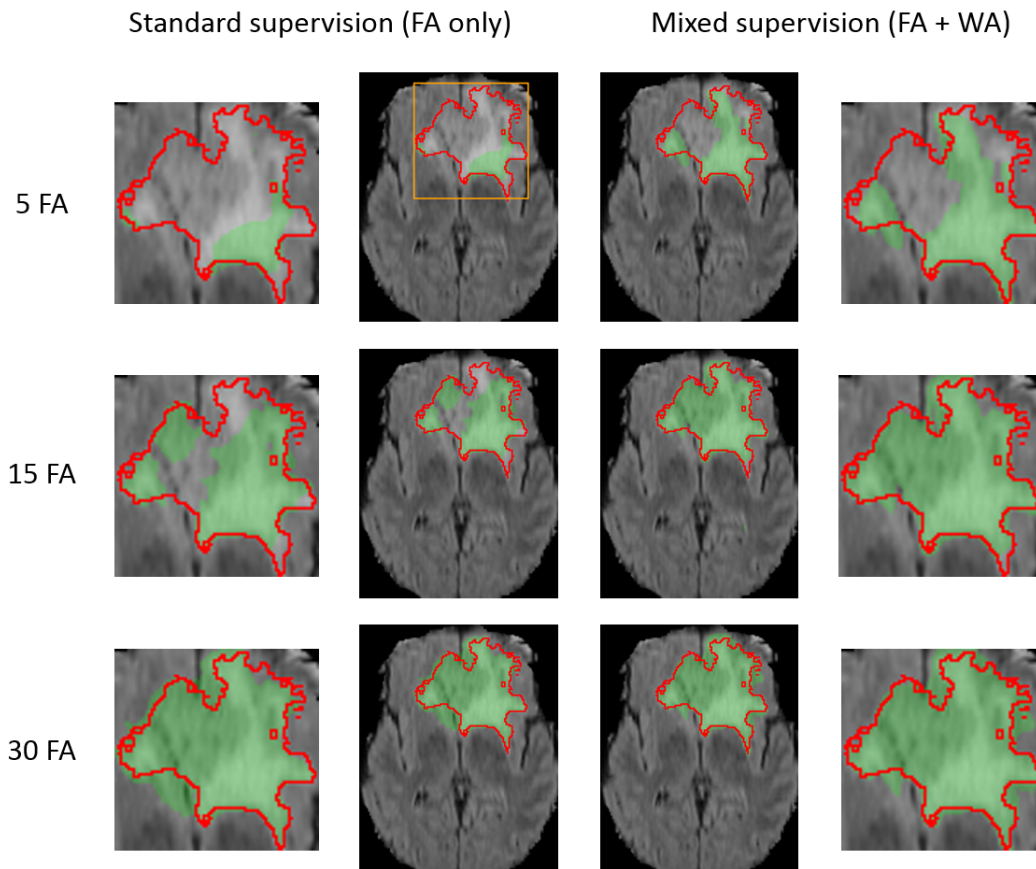 Standard supervision (FA only)
Mixed supervision (FA + WA)
5 FA
15 FA
30 FA